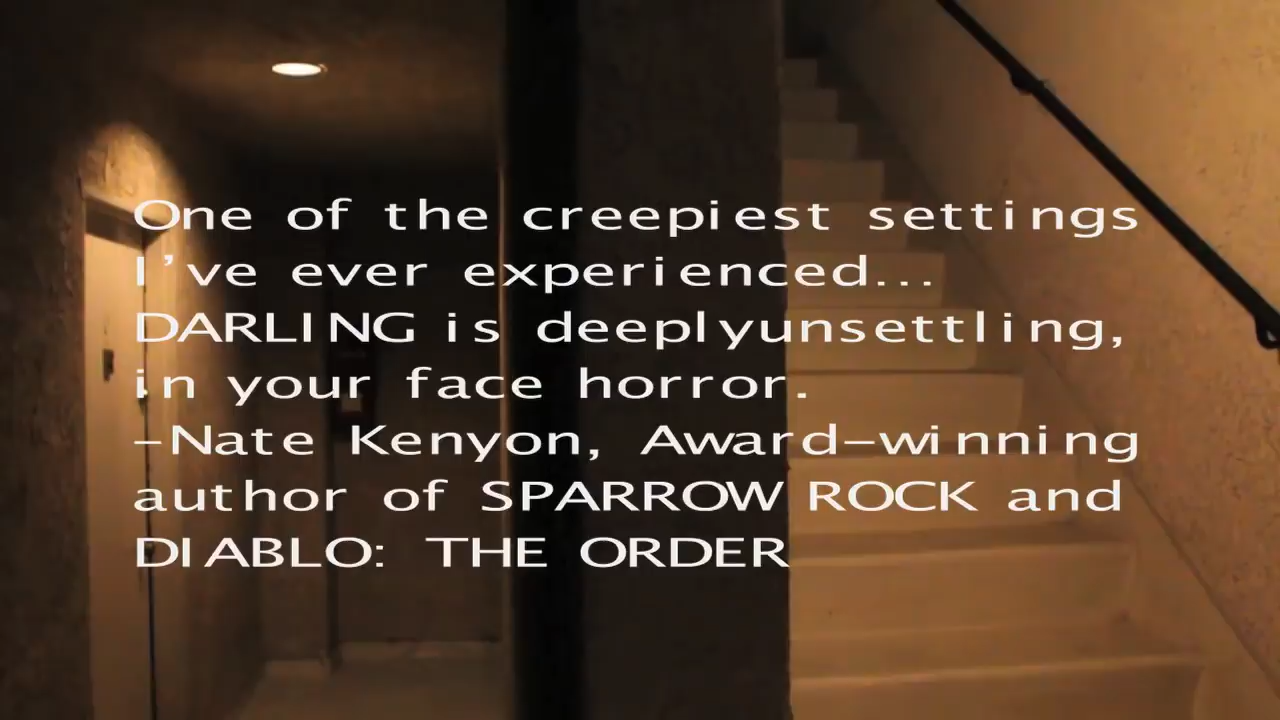 One of the creepiest settings
I've ever experienced...
DARLING is deeplyunsettling,
in your face horror.
-Nate Kenyon, Award-winning
author of SPARROW ROCK and
DIABLO: THE ORDER